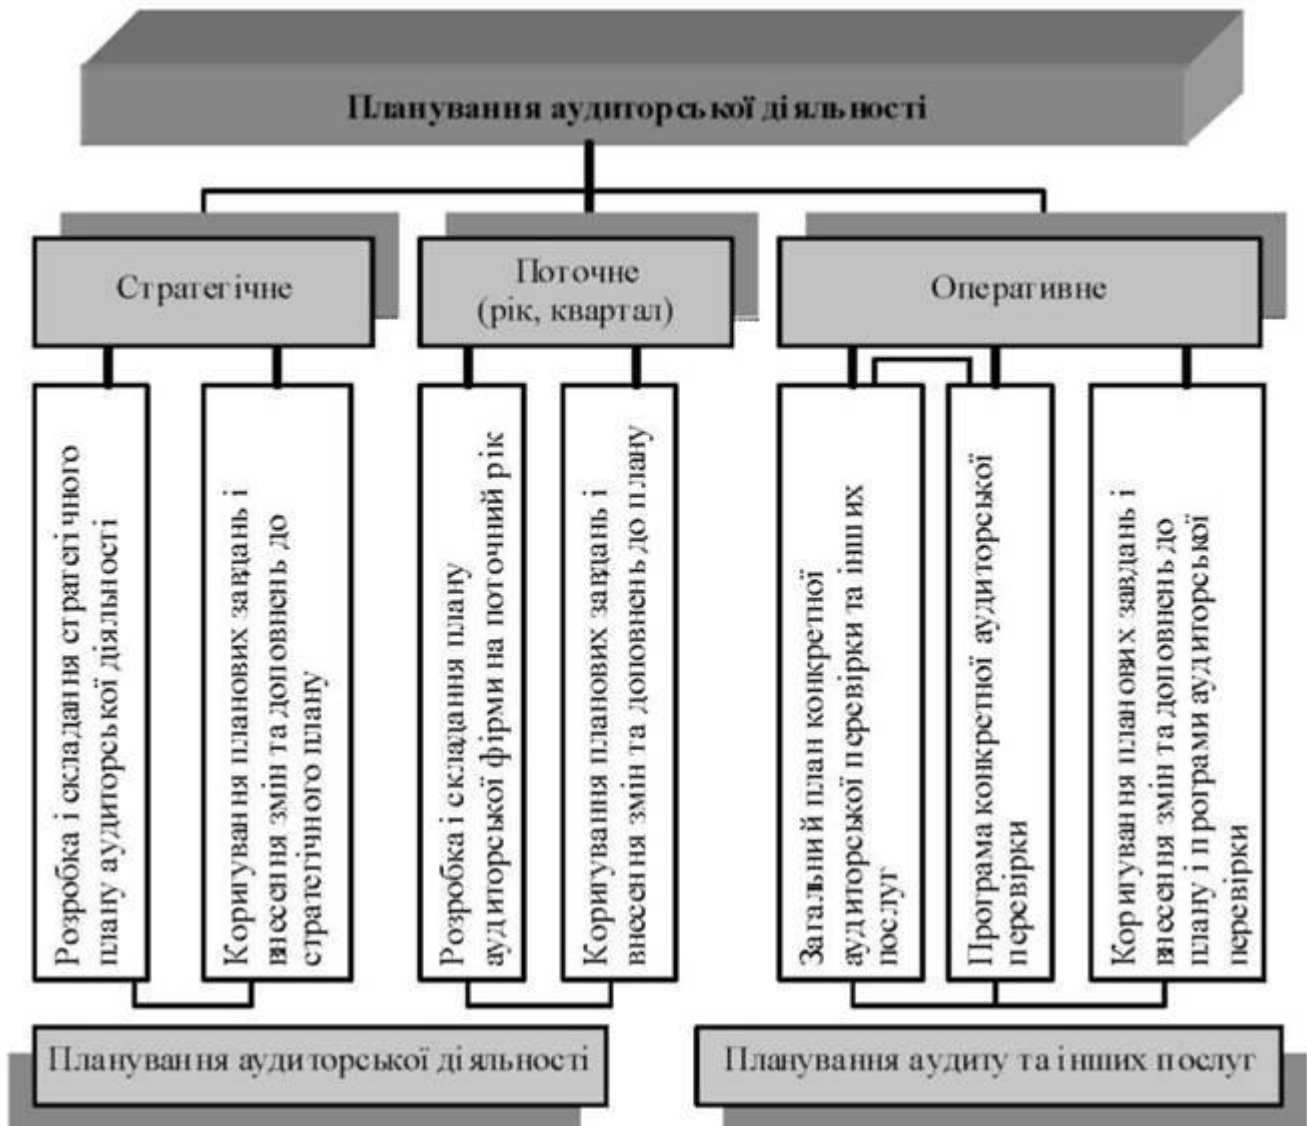 Планування аудиторської діяльності
Стратегічне
Поточне
(рік, квартал)
Оперативне
Розробка і складання стратегічного
плану аудиторської діяльності
Коригування планових завдань і
внесення змін та доповнень до
стратегічного плану
Розробка і складання плану
аудиторської фірми на поточний рік
Коригування планових завдань і
внесення змін та доповнень до плану
Загальний план конкретної
аудиторської перевірки та інших
послуг
Програма конкретної аудиторської
перевірки
Коригування планових завдань і
внесення змін та доповнень до
плану і програми аудиторської
перевірки
Планування аудиторської діяльності
Планування аудиту та інших послуг